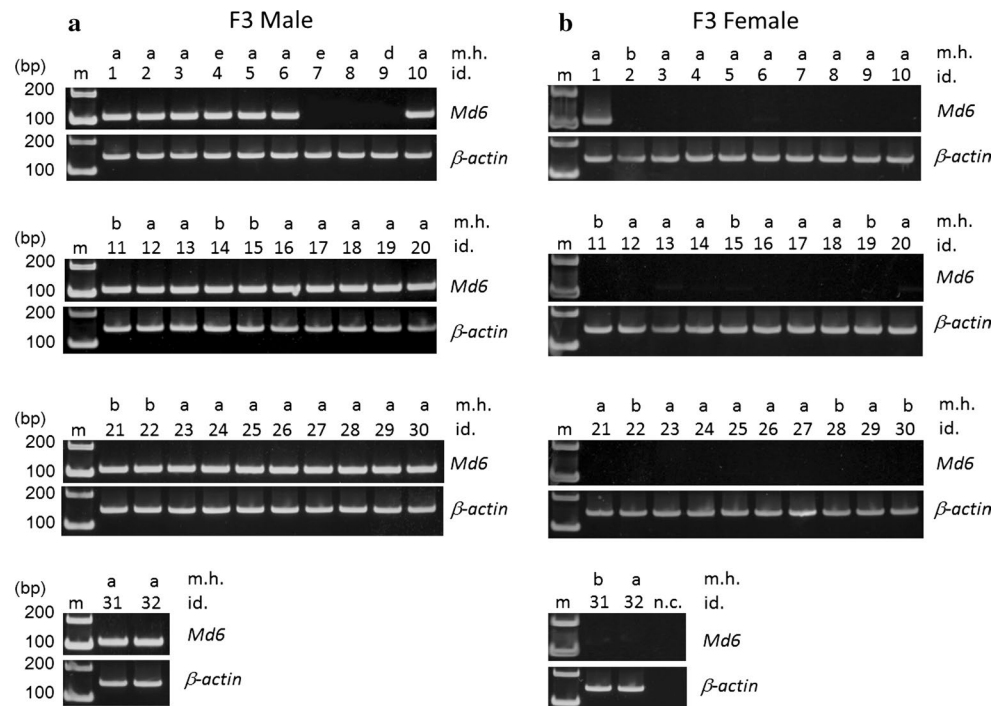 a F3 Male
a a a e a a e a d a m.h.
(bp) m 1 2 3 4 5 6 7 8 9 10 id.
200
100 Md6
200
100 β-actin
b a a b b a a a a a m.h.
(bp) m 11 12 13 14 15 16 17 18 19 20 id.
200
100 Md6
200
100 β-actin
b b a a a a a a a a m.h.
(bp) m 21 22 23 24 25 26 27 28 29 30 id.
200
100 Md6
200
100 β-actin
a a m.h.
(bp) m 31 32 id.
200
100 Md6
200
100 β-actin
b F3 Female
a b a a a a a a a a m.h.
m 1 2 3 4 5 6 7 8 9 10 id.
Md6
β-actin
b a a a b a a a b a m.h.
m 11 12 13 14 15 16 17 18 19 20 id.
Md6
β-actin
a b a a a a a b a b m.h.
m 21 22 23 24 25 26 27 28 29 30 id.
Md6
β-actin
b a m.h.
m 31 32 n.c. id.
Md6
β-actin